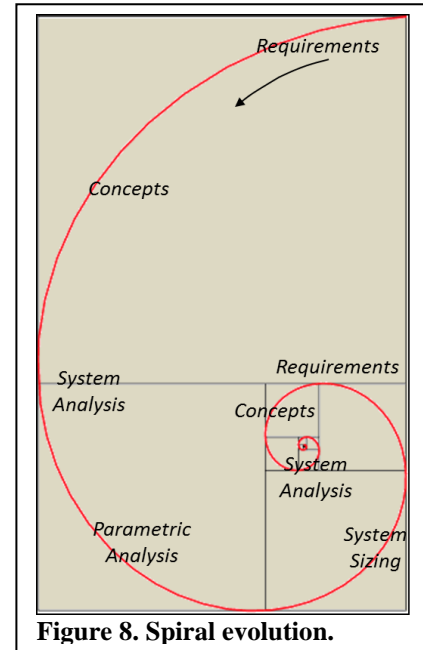 Requirements
Concepts
System
Analysis
Parametric
Analysis
System
Sizing
Requirements
Concepts
System
Analysis
Figure 8. Spiral evolution.